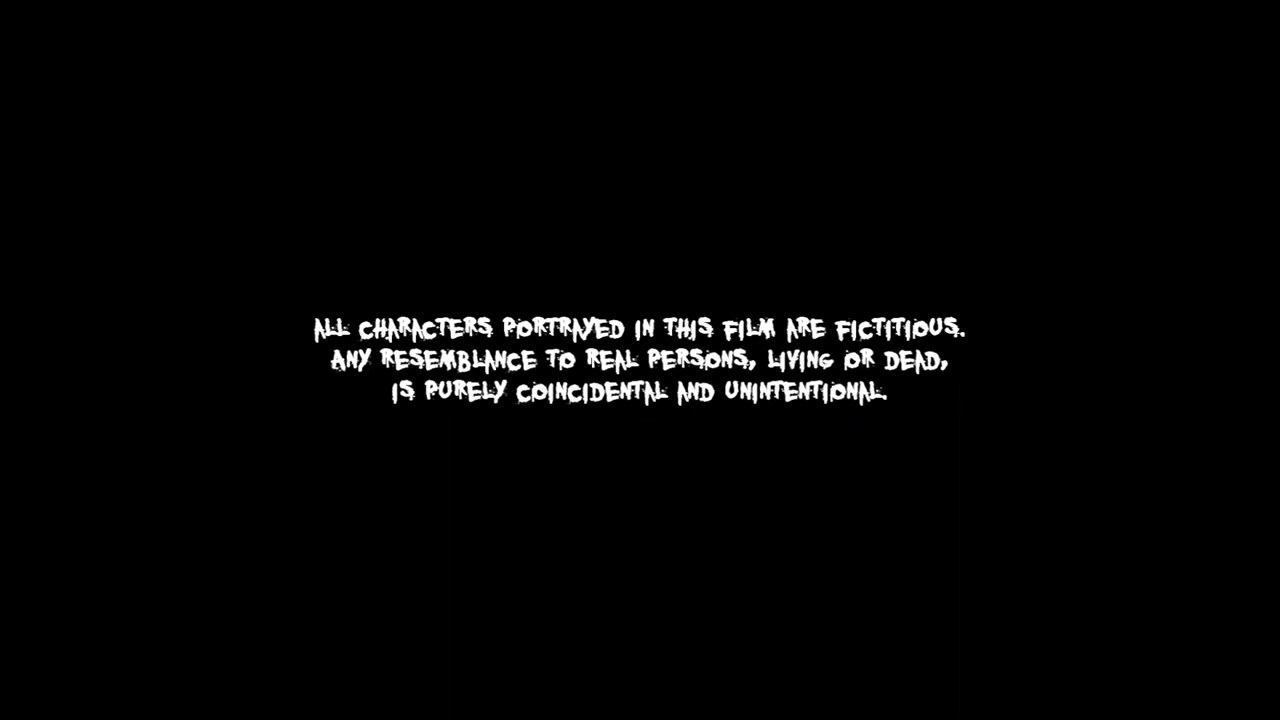 ALL CHARACTERS PORTRAYED IN THIS FILM ARE FICTITIOUS.
ANY RESEMBLANCE TO REAL PERSONS, LIVING OR DEAD,
IS PURELY COINCIDENTAL AND UNINTENTIONAL.